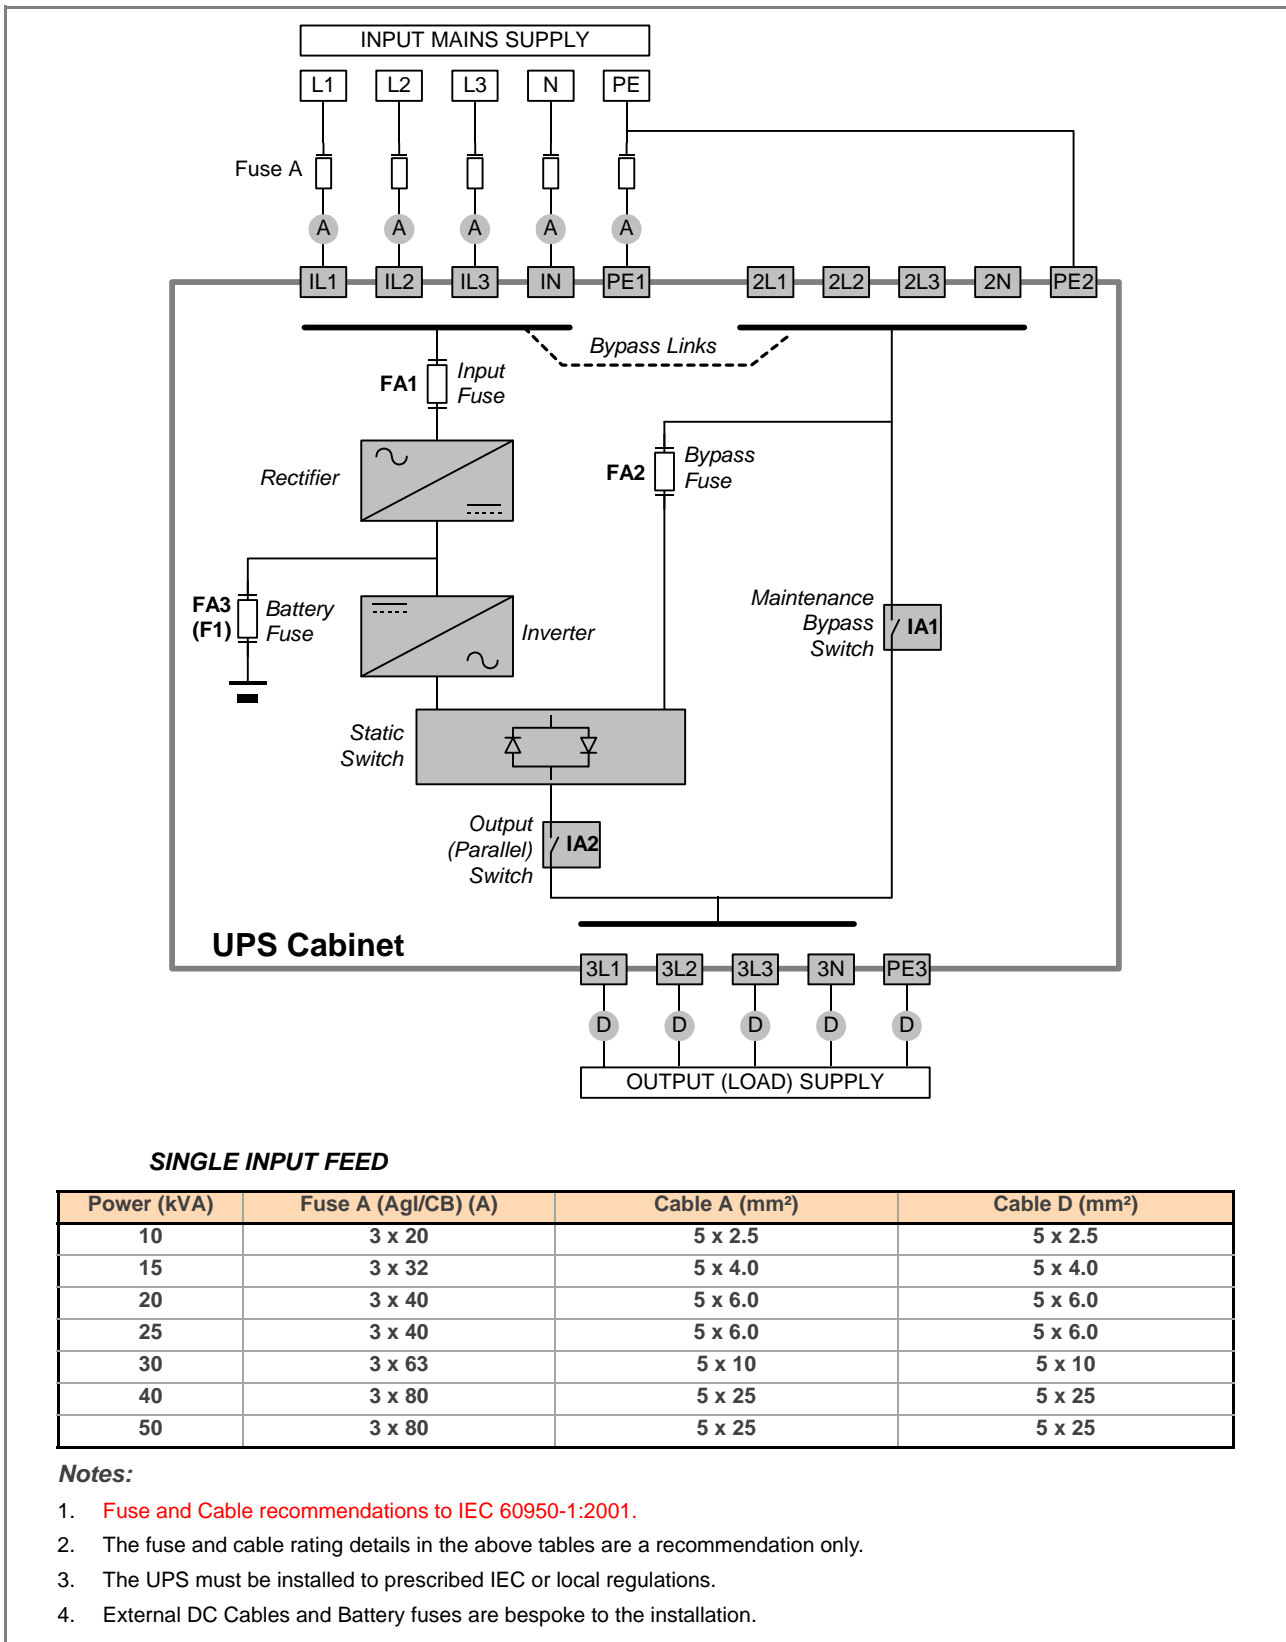 INPUT MAINS SUPPLY
L1 L2 L3 N PE
Fuse A
A A A A A
IL1 IL2 IL3 IN PE1 2L1 2L2 2L3 2N PE2
Bypass Links
FA1
Input
Fuse
Rectifier
FA2
Bypass
Fuse
FA3
(F1)
Battery
Fuse
Inverter
Maintenance
Bypass
Switch
IA1
Static
Switch
Output
(Parallel)
Switch
IA2
UPS Cabinet
3L1 3L2 3L3 3N PE3
D D D D D
OUTPUT (LOAD) SUPPLY
SINGLE INPUT FEED
Power (kVA) Fuse A (Agl/CB) (A) Cable A (mm²) Cable D (mm²)
10 3 x 20 5 x 2.5 5 x 2.5
15 3 x 32 5 x 4.0 5 x 4.0
20 3 x 40 5 x 6.0 5 x 6.0
25 3 x 40 5 x 6.0 5 x 6.0
30 3 x 63 5 x 10 5 x 10
40 3 x 80 5 x 25 5 x 25
50 3 x 80 5 x 25 5 x 25
Notes:
1. Fuse and Cable recommendations to IEC 60950-1:2001.
2. The fuse and cable rating details in the above tables are a recommendation only.
3. The UPS must be installed to prescribed IEC or local regulations.
4. External DC Cables and Battery fuses are bespoke to the installation.